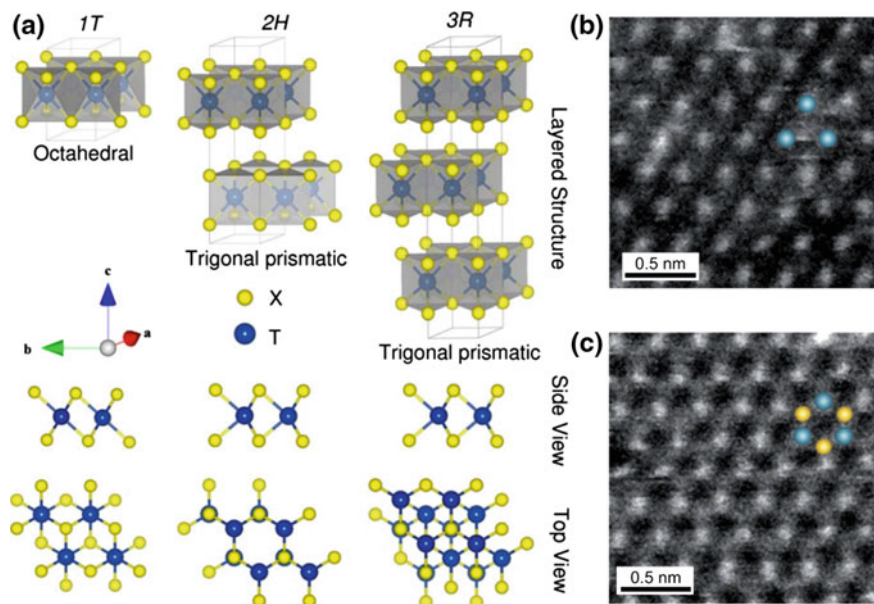 (a)
1T
2H
3R
(b)
Octahedral
Trigonal prismatic
Trigonal prismatic
Layered Structure
0.5 nm
c
b
a
X
T
(c)
Side View
Top View
0.5 nm